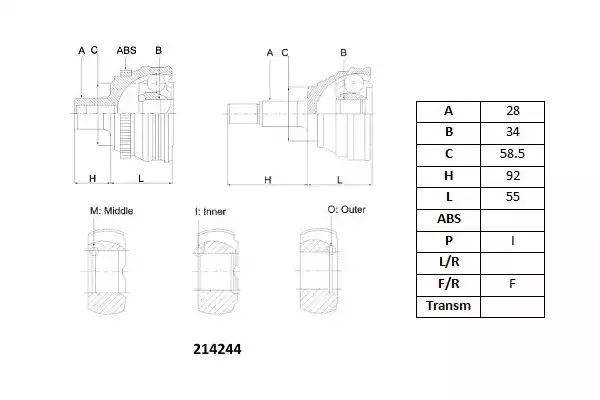 A C ABS B
A C B
H L
H L
M: Middle
I: Inner
O: Outer
A 28
B 34
C 58.5
H 92
L 55
ABS
P I
L/R
F/R F
Transm
214244